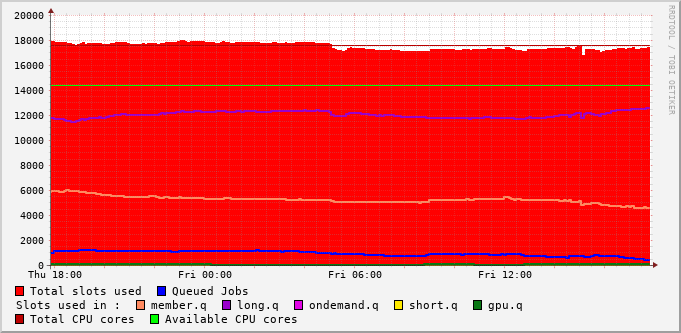 20000
18000
16000
14000
12000
10000
8000
6000
4000
2000
0
Thu 18:00 Fri 00:00 Fri 06:00 Fri 12:00
RRDTOOL / TOBI OETIKER
Total slots used Queued Jobs
Slots used in : member.q long.q ondemand.q short.q gpu.q
Total CPU cores Available CPU cores